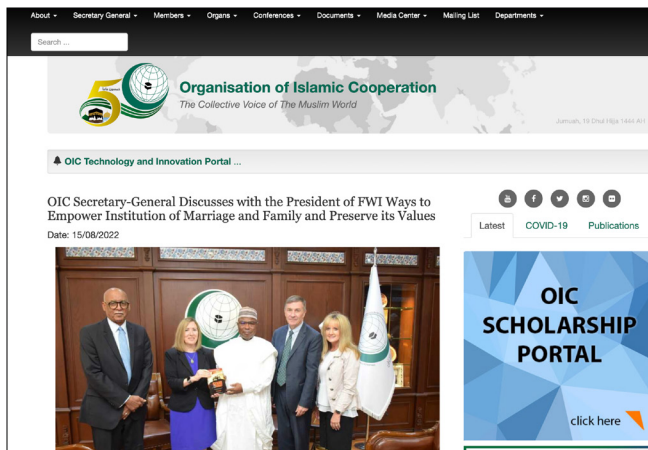 About Secretary General Members Organs Conferences Documents Media Center Mailing List Departments
Search ...
Organisation of Islamic Cooperation
The Collective Voice of The Muslim World
Jumuah, 19 Dhul Hijja 1444 AH
OIC Technology and Innovation Portal ...
OIC Secretary-General Discusses with the President of FWI Ways to
Empower Institution of Marriage and Family and Preserve its Values
Date: 15/08/2022
Latest COVID-19 Publications
OIC
SCHOLARSHIP
PORTAL
click here